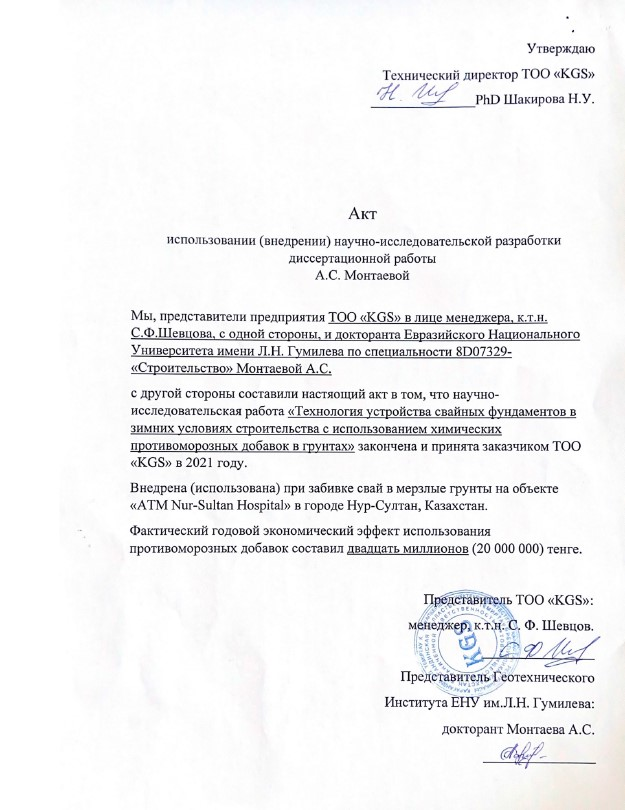 Утверждаю
Технический директор ТОО «KGS»
PhD Шакирова Н.У.
Акт
использовании (внедрении) научно-исследовательской разработки
диссертационной работы
А.С. Монтаевой
Мы, представители предприятия ТОО «KGS» в лице менеджера, к.т.н.
С.Ф.Шевцова, с одной стороны, и докторанта Евразийского Национального
Университета имени Л.Н. Гумилева по специальности 8D07329-
«Строительство» Монтаевой А.С.
с другой стороны составили настяющий акт в том, что научно-
исследовательская работа «Технология устройства свайных фундаментов в
зимних условиях строительства с использованием химических
противоморозных добавок в грунтах» закончена и принята заказчиком ТОО
«KGS» в 2021 году.
Внедрена (использована) при забивке свай в мерзлые грунты на объекте
«ATM Nur-Sultan Hospital» в городе Нур-Султан, Казахстан.
Фактический годовой экономический эффект использования
противоморозных добавок составил двадцать миллионов (20 000 000) тенге.
Представитель ТОО «KGS»:
менеджер, к.т.н. С. Ф. Шевцов.
KGS
Представитель Геотехнического
Института ЕНУ им.Л.Н. Гумилева:
докторант Монтаева А.С.